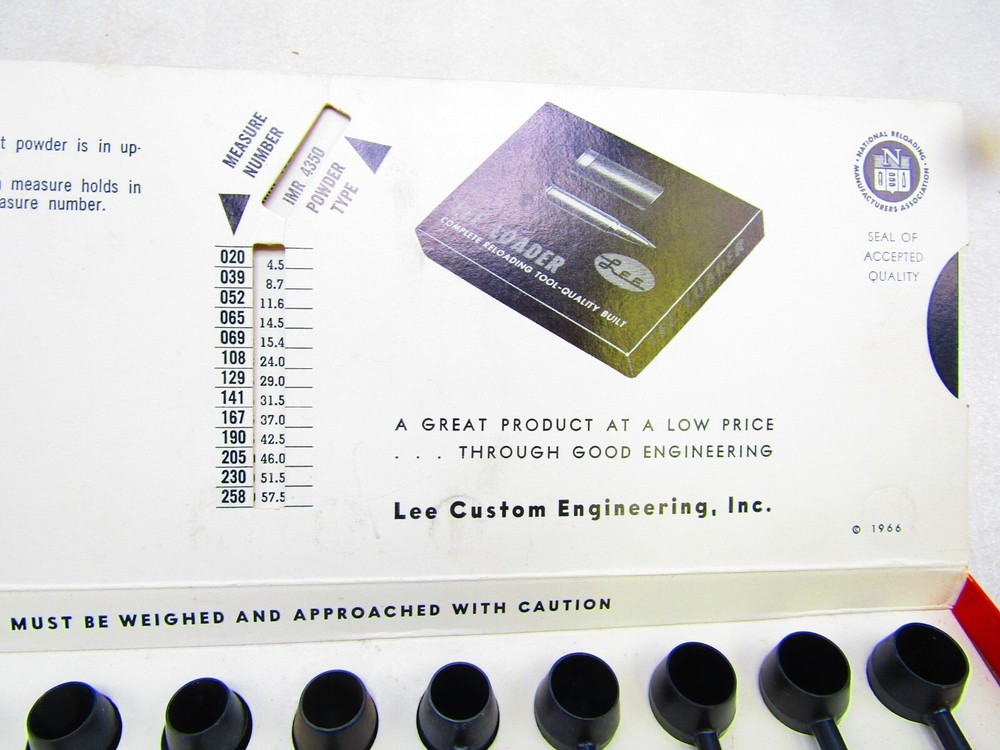 t powder is in up-
measure holds in
asure number.
MEASURE
NUMBER
IMR 4350
POWDER
TYPE
020 4.5
039 8.7
052 11.6
065 14.5
069 15.4
108 24.0
129 29.0
141 31.5
167 37.0
190 42.5
205 46.0
230 51.5
258 57.5
LOADER
COMPLETE RELOADING TOOL-QUALITY BUILT
Lee
LOADER
A GREAT PRODUCT AT A LOW PRICE
. . . THROUGH GOOD ENGINEERING
Lee Custom Engineering, Inc.
NATIONAL RELOADING
MANUFACTURERS ASSOCIATION
N
SEAL OF
ACCEPTED
QUALITY
© 1966
MUST BE WEIGHED AND APPROACHED WITH CAUTION